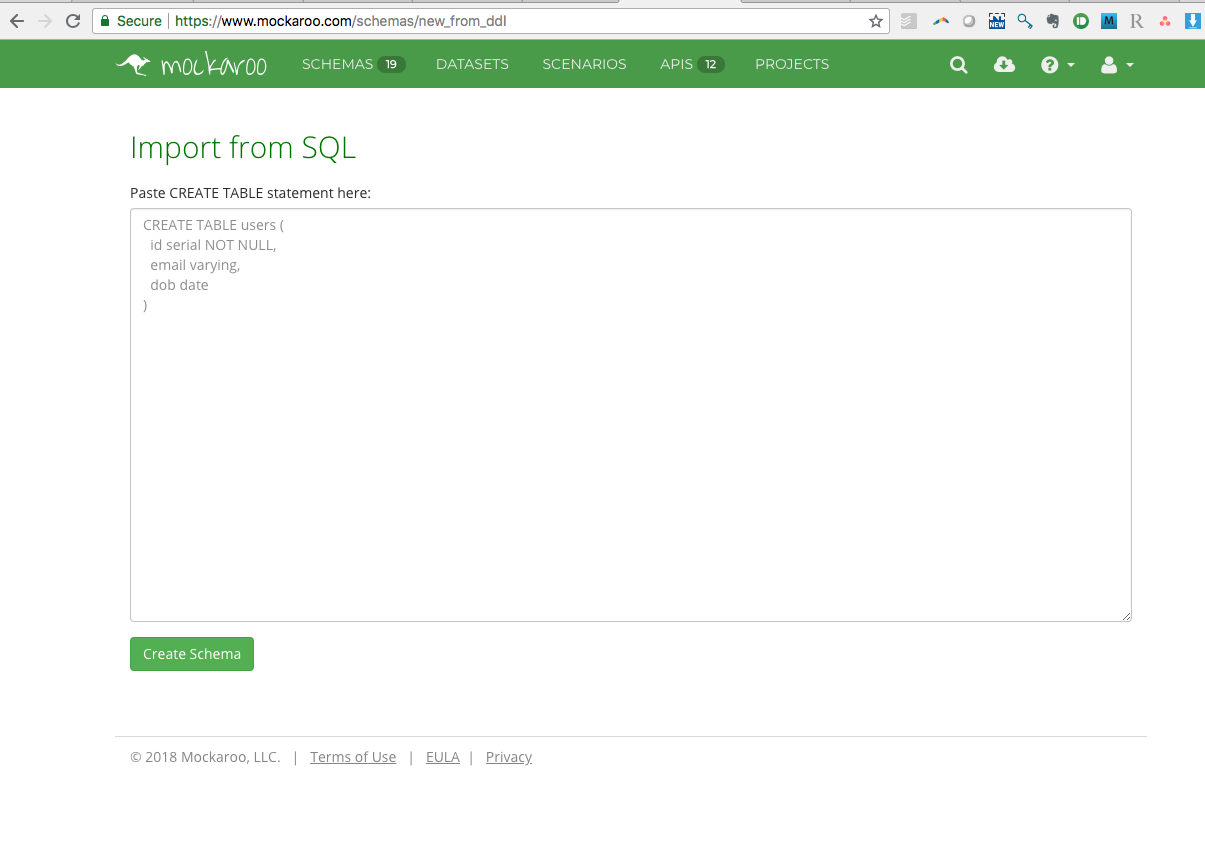 Secure https://www.mockaroo.com/schemas/new_from_ddl
NEW
M
R
mockaroo SCHEMAS 19 DATASETS SCENARIOS APIS 12 PROJECTS ?
Import from SQL
Paste CREATE TABLE statement here:
CREATE TABLE users (
id serial NOT NULL,
email varying,
dob date
)
Create Schema
© 2018 Mockaroo, LLC. | Terms of Use | EULA | Privacy